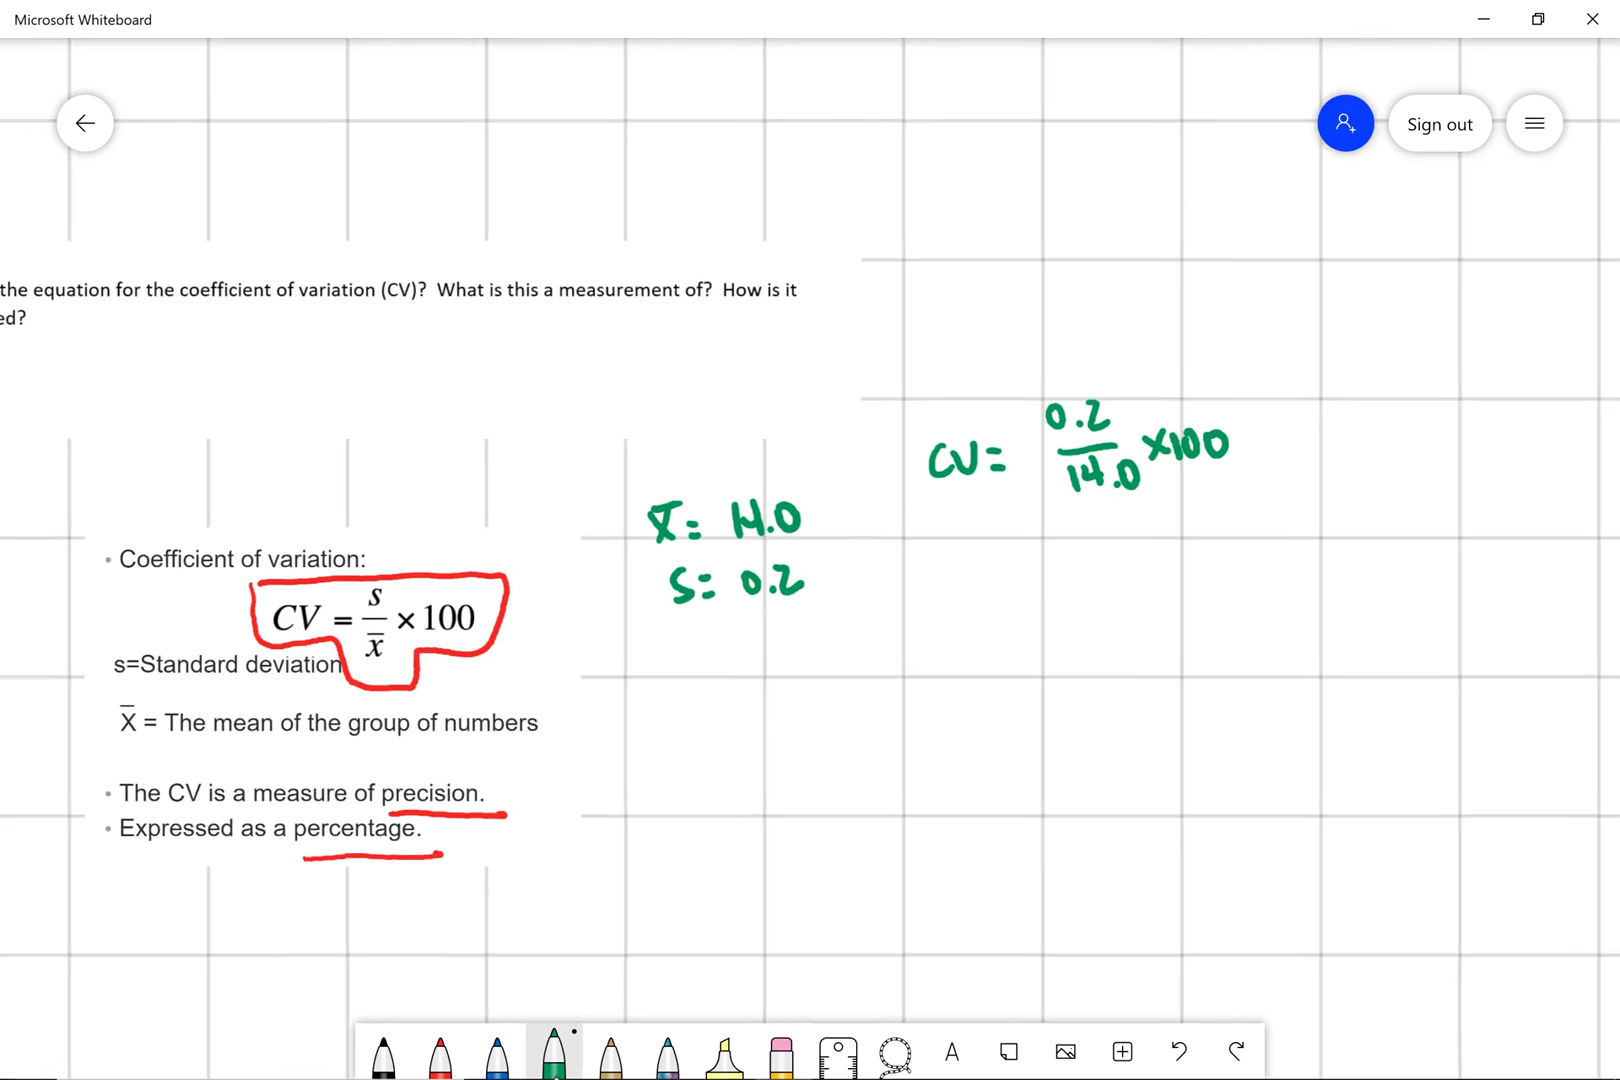 Microsoft Whiteboard
Sign out
the equation for the coefficient of variation (CV)? What is this a measurement of? How is it
ed?
CV = 0.2/14.0 x100
x̄ = 14.0
s = 0.2
• Coefficient of variation:
CV = s/x̄ × 100
s=Standard deviation
X̄ = The mean of the group of numbers
• The CV is a measure of precision.
• Expressed as a percentage.
A